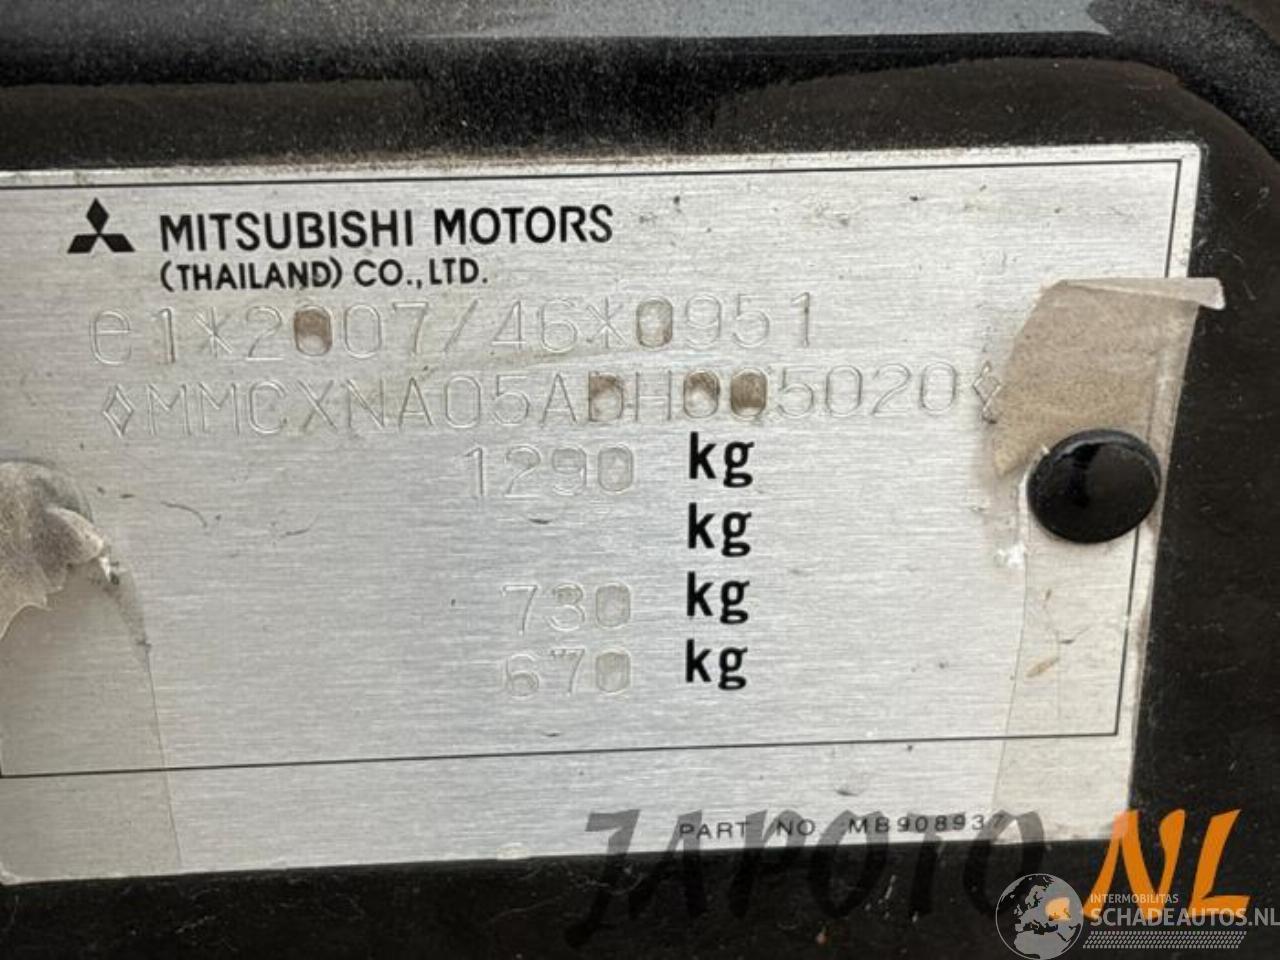 MITSUBISHI MOTORS
(THAILAND) CO., LTD.
e1*2007/46*0951
◊MMCXNA05ADH005020◊
1290 kg
kg
730 kg
670 kg
PART NO MB908937
JAPOTO.NL
INTERMOBILITAS
SCHADEAUTOS.NL